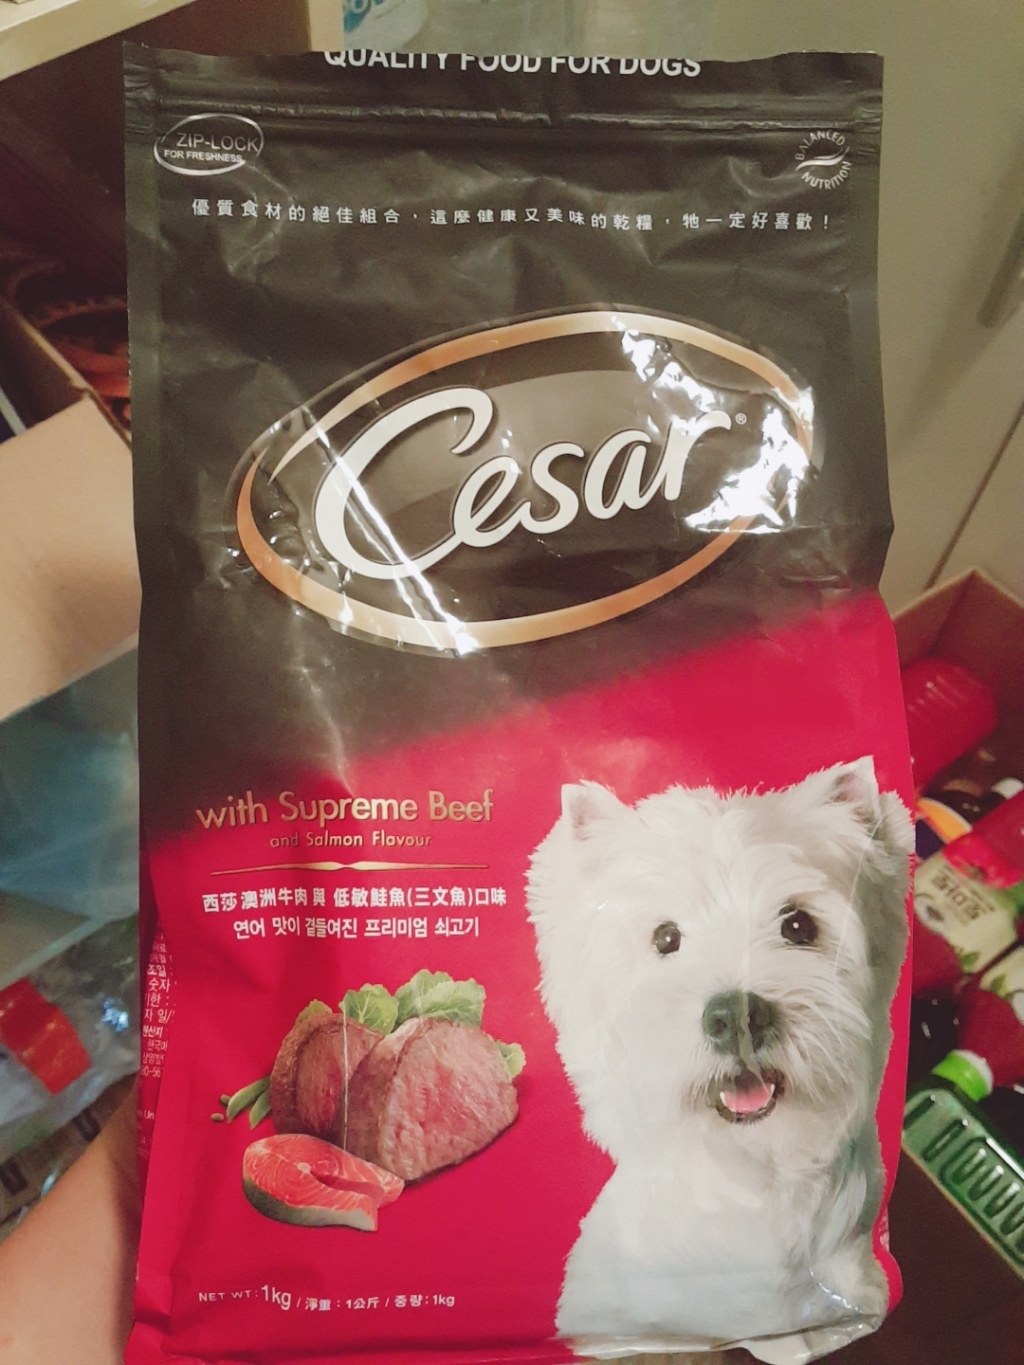 QUALITY FOOD FOR DOGS
ZIP-LOCK
FOR FRESHNESS
BALANCED
NUTRITION
優質食材的絕佳組合，這麼健康又美味的乾糧，牠一定好喜歡！
Cesar®
with Supreme Beef
and Salmon Flavour
西莎 澳洲牛肉與 低敏鮭魚(三文魚)口味
연어 맛이 곁들여진 프리미엄 쇠고기
NET WT: 1kg / 淨重：1公斤 / 중량: 1kg